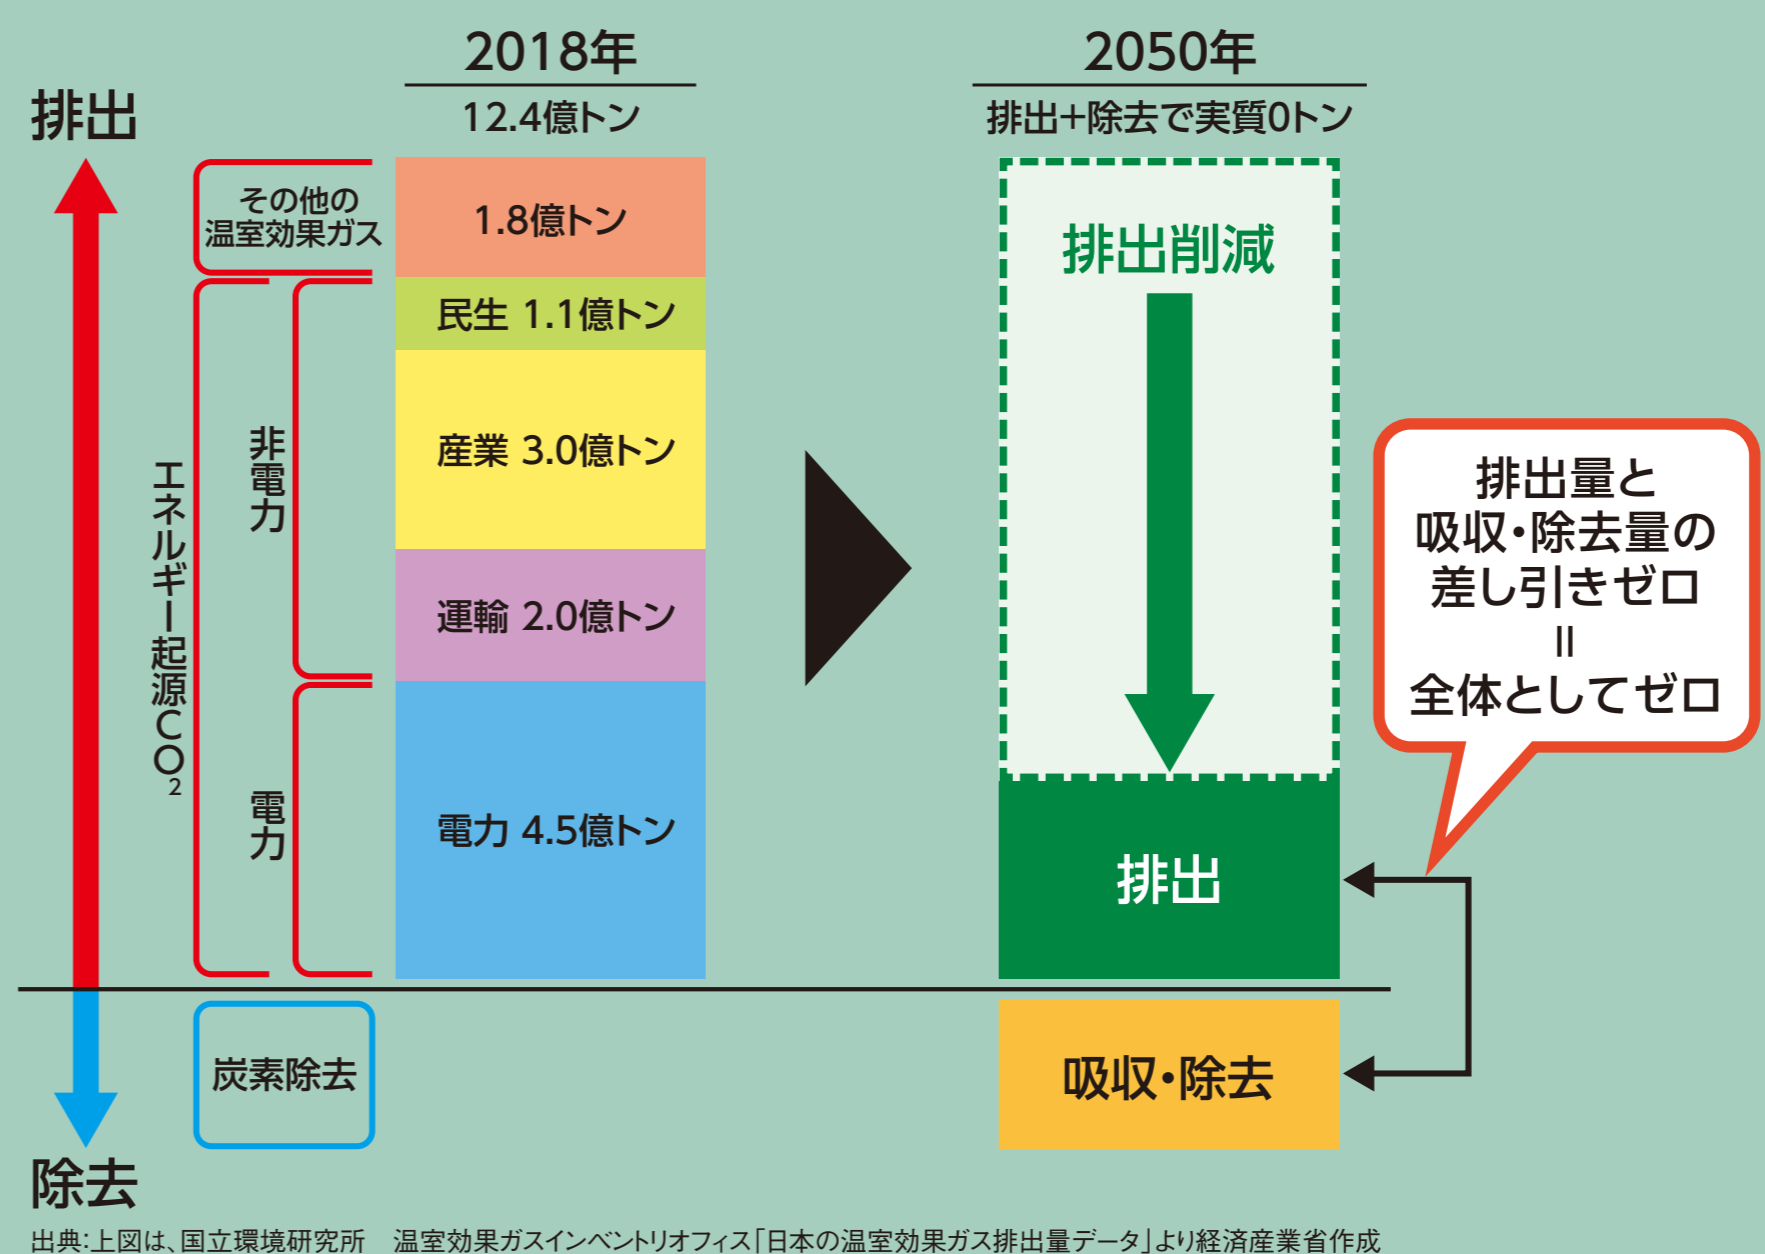 2018年
12.4億トン
2050年
排出+除去で実質0トン
排出
その他の
温室効果ガス
1.8億トン
民生 1.1億トン
産業 3.0億トン
運輸 2.0億トン
電力 4.5億トン
非電力
電力
エネルギー起源CO2
炭素除去
除去
排出削減
排出
吸収・除去
排出量と
吸収・除去量の
差し引きゼロ
=
全体としてゼロ
出典:上図は、国立環境研究所 温室効果ガスインベントリオフィス「日本の温室効果ガス排出量データ」より経済産業省作成